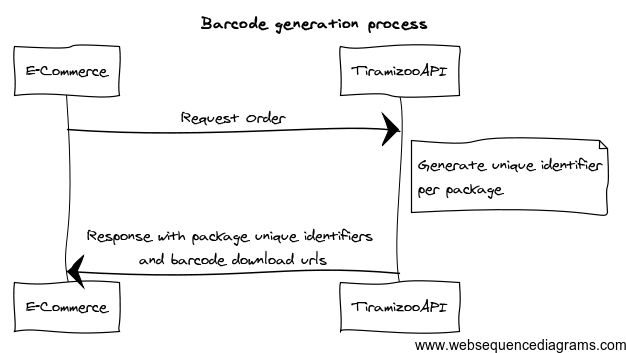 Barcode generation process
E-Commerce
TiramizooAPI
Request Order
Generate unique identifier
per package
Response with package unique identifiers
and barcode download urls
E-Commerce
TiramizooAPI
www.websequencediagrams.com